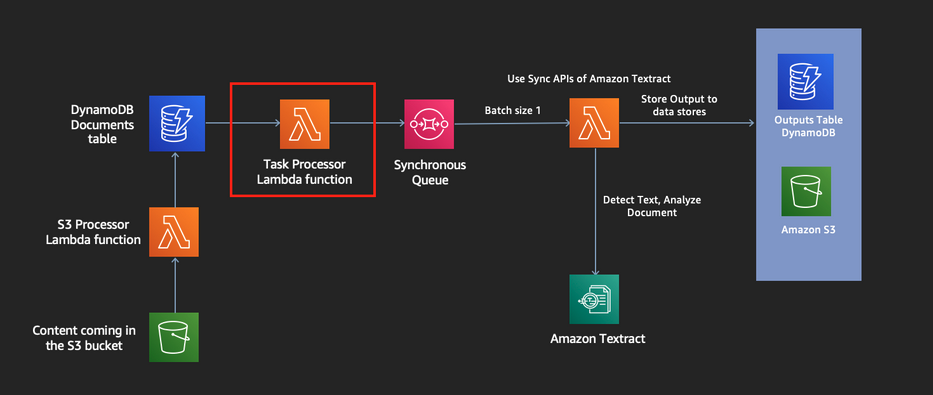 Use Sync APIs of Amazon Textract
DynamoDB
Documents
table
Task Processor
Lambda function
Synchronous
Queue
Batch size 1
Store Output to
data stores
Outputs Table
DynamoDB
Amazon S3
S3 Processor
Lambda function
Detect Text, Analyze
Document
Content coming in
the S3 bucket
Amazon Textract